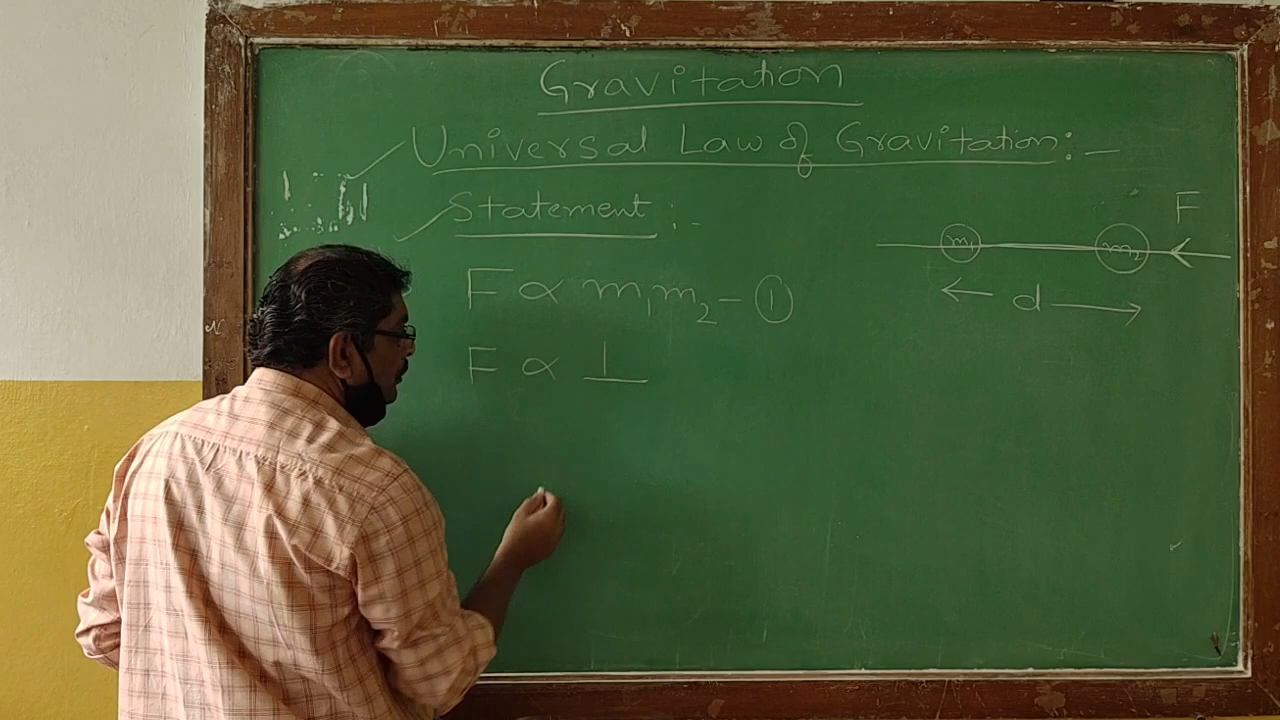 Gravitation
Universal Law of Gravitation:-
Statement:-
F
m₁ m₂
d
F ∝ m₁m₂ - ①
F ∝ 1
N